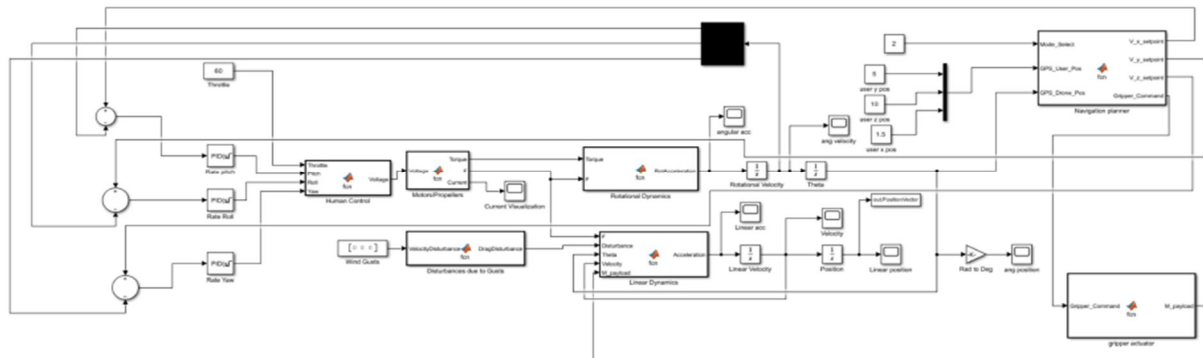 60
Throttle
PID(s)
Rate pitch
PID(s)
Rate Roll
PID(s)
Rate Yaw
Throttle
Pitch
Roll
Yaw
fcn
Voltage
Human Control
Voltage
fcn
Torque
F
Current
Motors/Propellers
Current Visualization
Torque
F
fcn
RotAcceleration
Rotational Dynamics
angular acc
1
s
Rotational Velocity
ang velocity
1
s
Theta
[0 0 0]
Wind Gusts
VelocityDisturbance
fcn
DragDisturbance
Disturbances due to Gusts
F
Disturbance
Theta
Velocity
M_payload
fcn
Acceleration
Linear Dynamics
Linear acc
1
s
Linear Velocity
Velocity
1
s
Position
out.PositionVector
Linear position
-K-
Rad to Deg
ang position
2
5
user y pos
10
user z pos
1.5
user x pos
Mode_Select
GPS_User_Pos
GPS_Drone_Pos
fcn
V_x_setpoint
V_y_setpoint
V_z_setpoint
Gripper_Command
Navigation planner
Gripper_Command
fcn
M_payload
gripper actuator